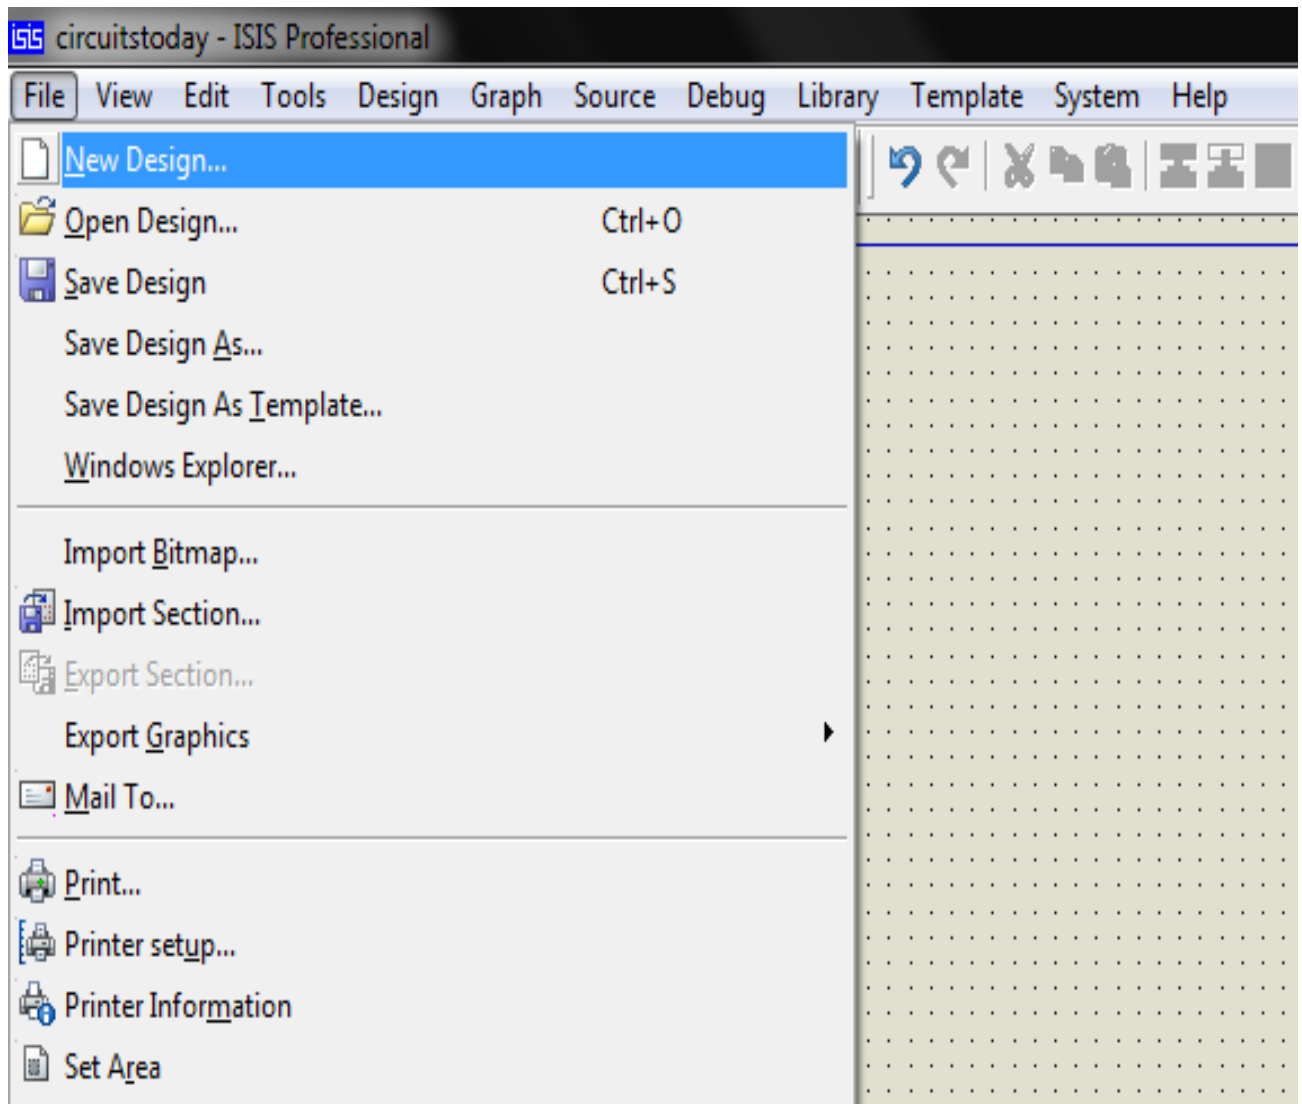 isis circuitstoday - ISIS Professional
File View Edit Tools Design Graph Source Debug Library Template System Help
New Design...
Open Design... Ctrl+O
Save Design Ctrl+S
Save Design As...
Save Design As Template...
Windows Explorer...
Import Bitmap...
Import Section...
Export Section...
Export Graphics
Mail To...
Print...
Printer setup...
Printer Information
Set Area